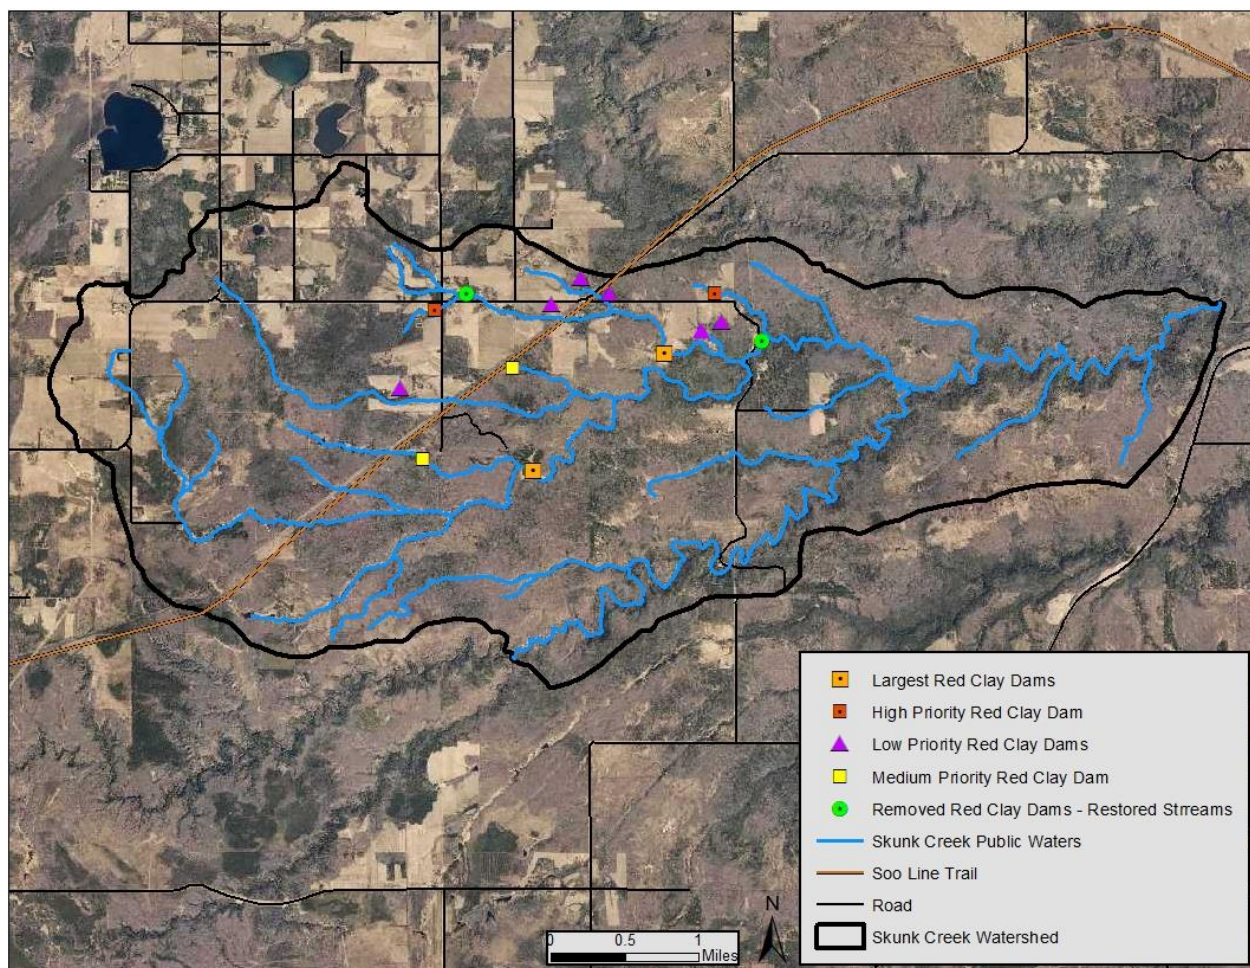 Largest Red Clay Dams
High Priority Red Clay Dam
Low Priority Red Clay Dams
Medium Priority Red Clay Dam
Removed Red Clay Dams - Restored Strreams
Skunk Creek Public Waters
Soo Line Trail
Road
Skunk Creek Watershed
N
0 0.5 1
Miles